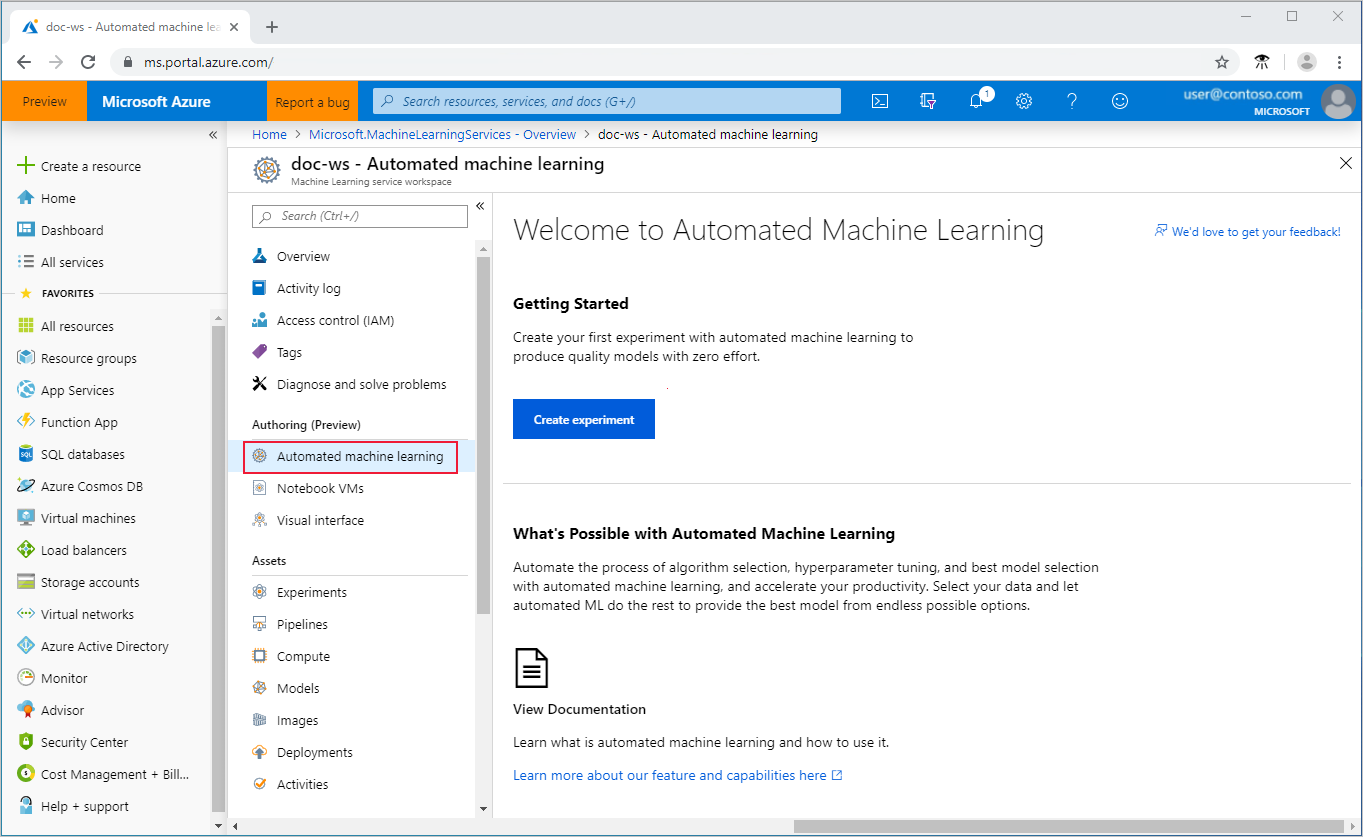 doc-ws - Automated machine lea
ms.portal.azure.com/
Preview
Microsoft Azure
Report a bug
Search resources, services, and docs (G+/)
1
user@contoso.com
MICROSOFT
Home > Microsoft.MachineLearningServices - Overview > doc-ws - Automated machine learning
doc-ws - Automated machine learning
Machine Learning service workspace
Create a resource
Home
Dashboard
All services
FAVORITES
All resources
Resource groups
App Services
Function App
SQL databases
Azure Cosmos DB
Virtual machines
Load balancers
Storage accounts
Virtual networks
Azure Active Directory
Monitor
Advisor
Security Center
Cost Management + Bill...
Help + support
Search (Ctrl+/)
Overview
Activity log
Access control (IAM)
Tags
Diagnose and solve problems
Authoring (Preview)
Automated machine learning
Notebook VMs
Visual interface
Assets
Experiments
Pipelines
Compute
Models
Images
Deployments
Activities
Welcome to Automated Machine Learning
We'd love to get your feedback!
Getting Started
Create your first experiment with automated machine learning to
produce quality models with zero effort.
Create experiment
What's Possible with Automated Machine Learning
Automate the process of algorithm selection, hyperparameter tuning, and best model selection
with automated machine learning, and accelerate your productivity. Select your data and let
automated ML do the rest to provide the best model from endless possible options.
View Documentation
Learn what is automated machine learning and how to use it.
Learn more about our feature and capabilities here